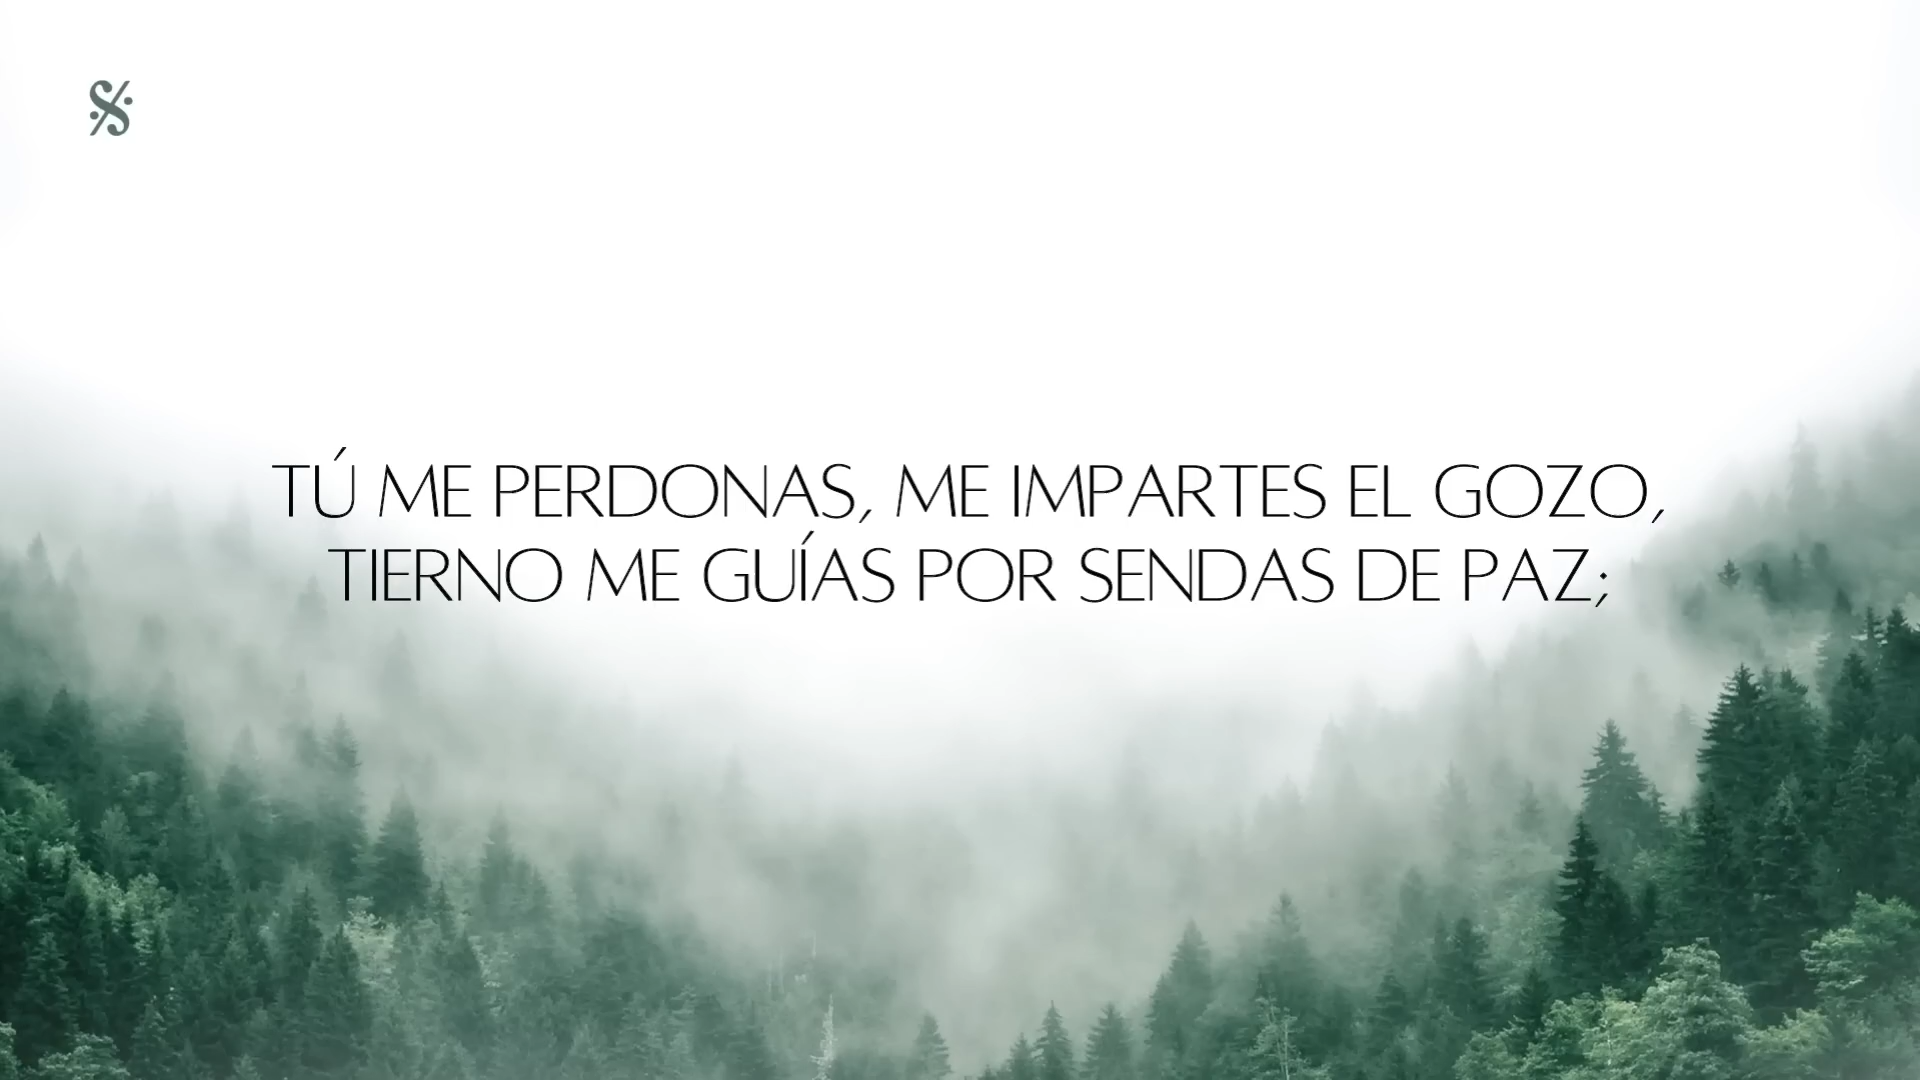 TÚ ME PERDONAS, ME IMPARTES EL GOZO,
TIERNO ME GUÍAS POR SENDAS DE PAZ;